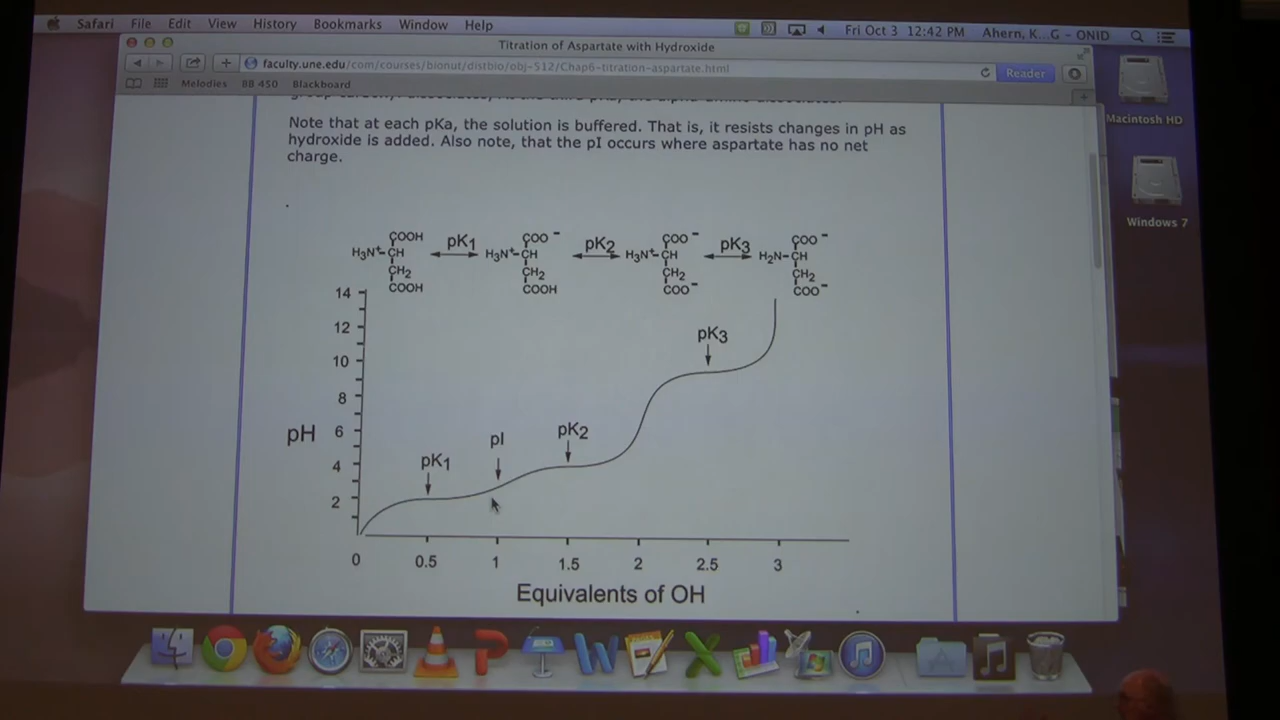 Safari File Edit View History Bookmarks Window Help Fri Oct 3 12:42 PM Ahern, K...G - ONID
Titration of Aspartate with Hydroxide
faculty.une.edu/com/courses/bionut/distbio/obj-512/Chap6-titration-aspartate.html Reader
Melodies BB 450 Blackboard
Macintosh HD
Windows 7
Note that at each pKa, the solution is buffered. That is, it resists changes in pH as
hydroxide is added. Also note, that the pI occurs where aspartate has no net
charge.
COOH COO⁻ COO⁻ COO⁻
pK₁ pK₂ pK₃
H₃N⁺-CH H₃N⁺-CH H₃N⁺-CH H₂N-CH
CH₂ CH₂ CH₂ CH₂
COOH COOH COO⁻ COO⁻
14
12
10
8
6
4
2
pH
pK₁
pI
pK₂
pK₃
0 0.5 1 1.5 2 2.5 3
Equivalents of OH